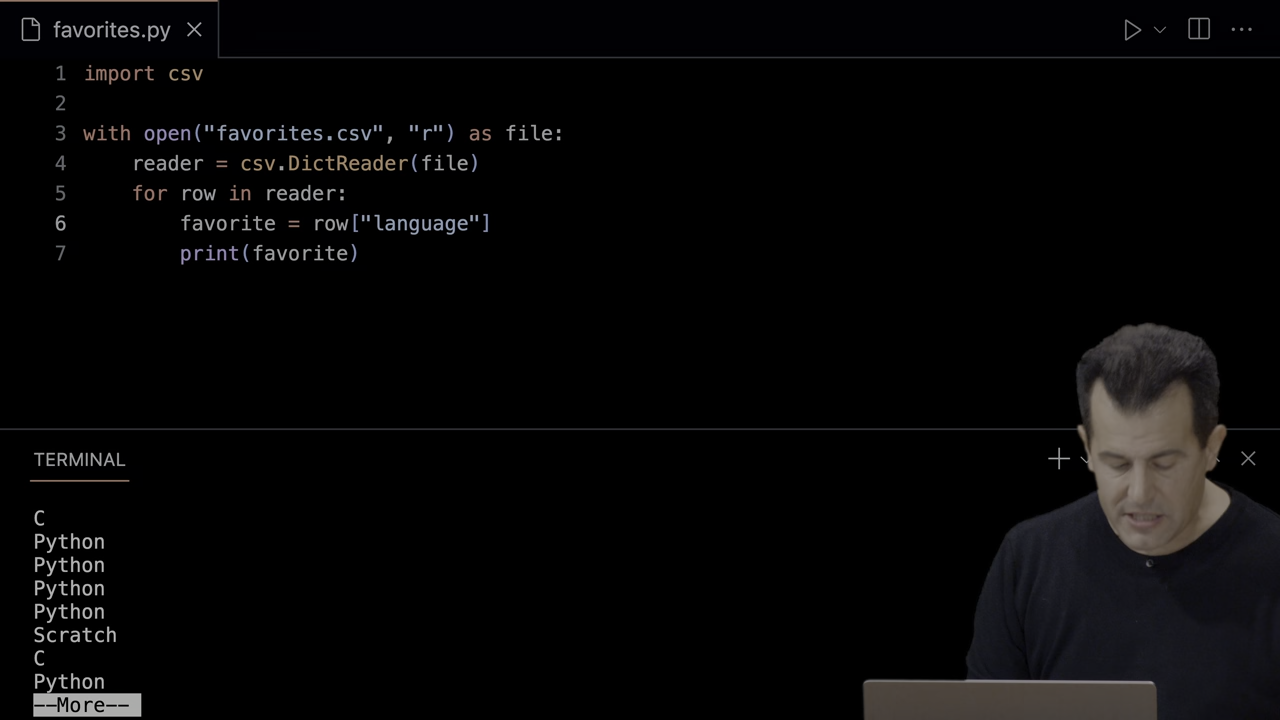 favorites.py
1 import csv
2
3 with open("favorites.csv", "r") as file:
4     reader = csv.DictReader(file)
5     for row in reader:
6         favorite = row["language"]
7         print(favorite)
TERMINAL
C
Python
Python
Python
Python
Scratch
C
Python
--More--